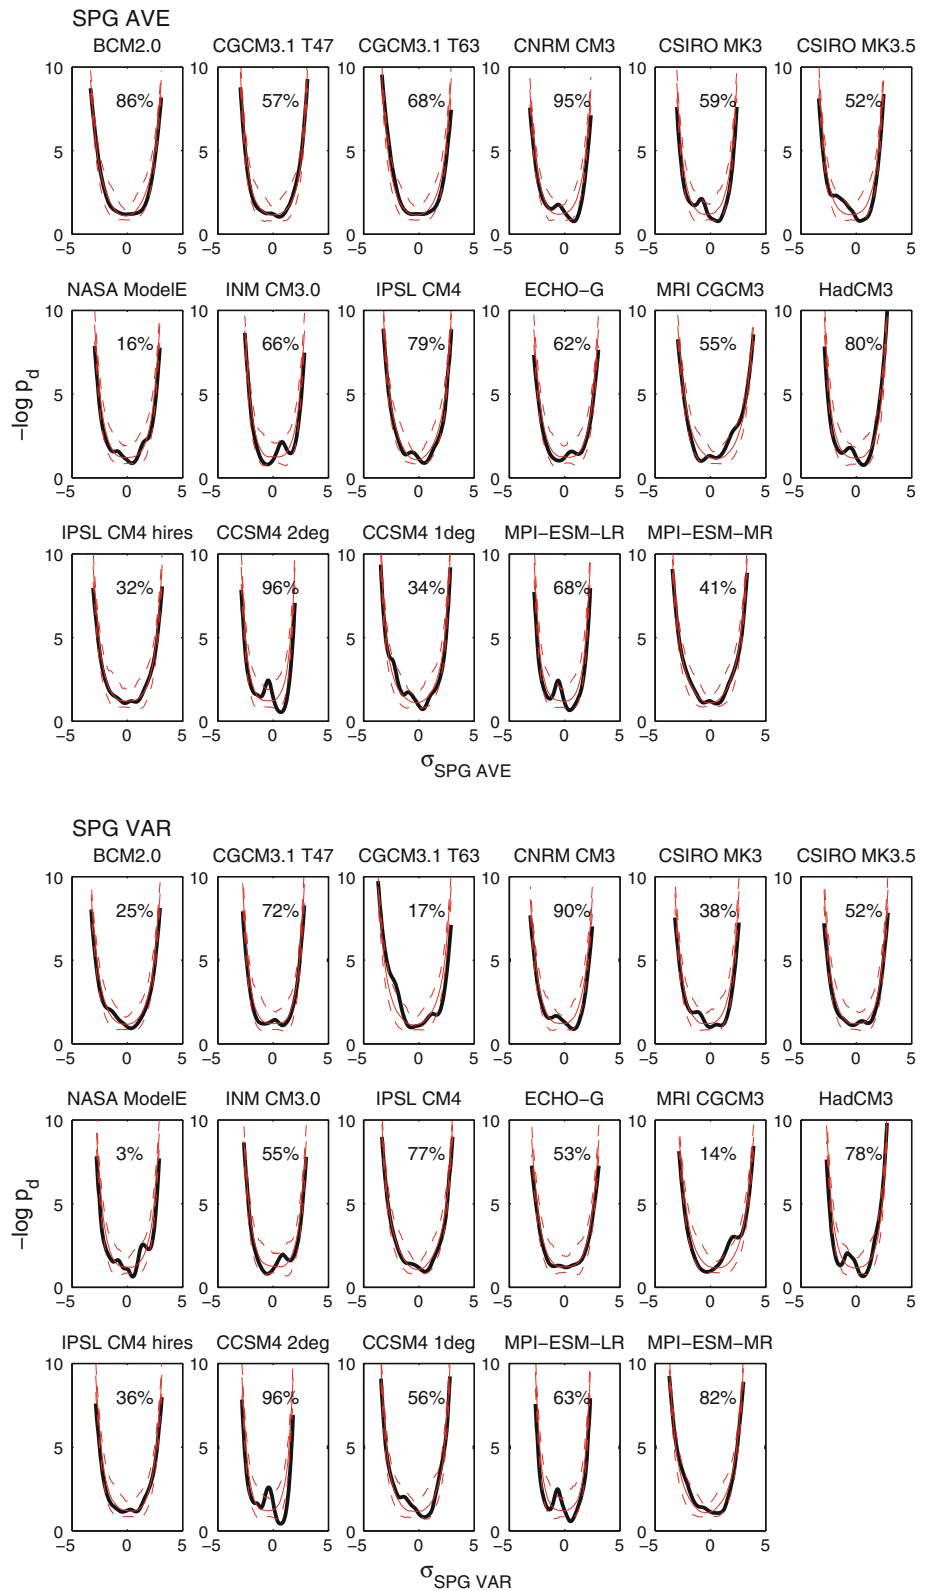 SPG AVE
BCM2.0 CGCM3.1 T47 CGCM3.1 T63 CNRM CM3 CSIRO MK3 CSIRO MK3.5
10 10 10 10 10 10
86% 57% 68% 95% 59% 52%
5 5 5 5 5 5
0 0 0 0 0 0
−5 0 5 −5 0 5 −5 0 5 −5 0 5 −5 0 5 −5 0 5
NASA ModelE INM CM3.0 IPSL CM4 ECHO−G MRI CGCM3 HadCM3
10 10 10 10 10 10
16% 66% 79% 62% 55% 80%
−log p_d
5 5 5 5 5 5
0 0 0 0 0 0
−5 0 5 −5 0 5 −5 0 5 −5 0 5 −5 0 5 −5 0 5
IPSL CM4 hires CCSM4 2deg CCSM4 1deg MPI−ESM−LR MPI−ESM−MR
10 10 10 10 10
32% 96% 34% 68% 41%
5 5 5 5 5
0 0 0 0 0
−5 0 5 −5 0 5 −5 0 5 −5 0 5 −5 0 5
σ_SPG AVE
SPG VAR
BCM2.0 CGCM3.1 T47 CGCM3.1 T63 CNRM CM3 CSIRO MK3 CSIRO MK3.5
10 10 10 10 10 10
25% 72% 17% 90% 38% 52%
5 5 5 5 5 5
0 0 0 0 0 0
−5 0 5 −5 0 5 −5 0 5 −5 0 5 −5 0 5 −5 0 5
NASA ModelE INM CM3.0 IPSL CM4 ECHO−G MRI CGCM3 HadCM3
10 10 10 10 10 10
3% 55% 77% 53% 14% 78%
−log p_d
5 5 5 5 5 5
0 0 0 0 0 0
−5 0 5 −5 0 5 −5 0 5 −5 0 5 −5 0 5 −5 0 5
IPSL CM4 hires CCSM4 2deg CCSM4 1deg MPI−ESM−LR MPI−ESM−MR
10 10 10 10 10
36% 96% 56% 63% 82%
5 5 5 5 5
0 0 0 0 0
−5 0 5 −5 0 5 −5 0 5 −5 0 5 −5 0 5
σ_SPG VAR